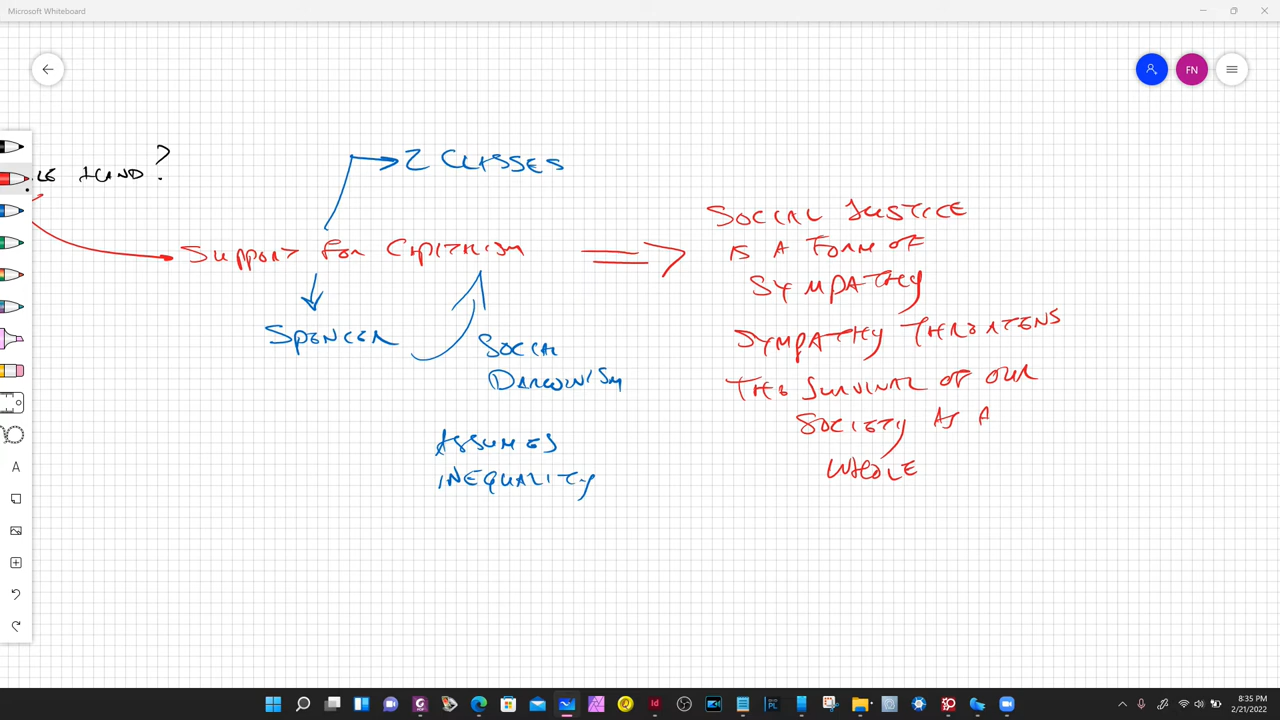 Microsoft Whiteboard
FN
LE HAND?
2 CLASSES
SUPPORT FOR CAPITALISM
SPENCER
SOCIAL
DARWINISM
ASSUMES
INEQUALITY
SOCIAL JUSTICE
IS A FORM OF
SYMPATHY
SYMPATHY THREATENS
THE SURVIVAL OF OUR
SOCIETY AS A
WHOLE
A
8:35 PM
2/21/2022